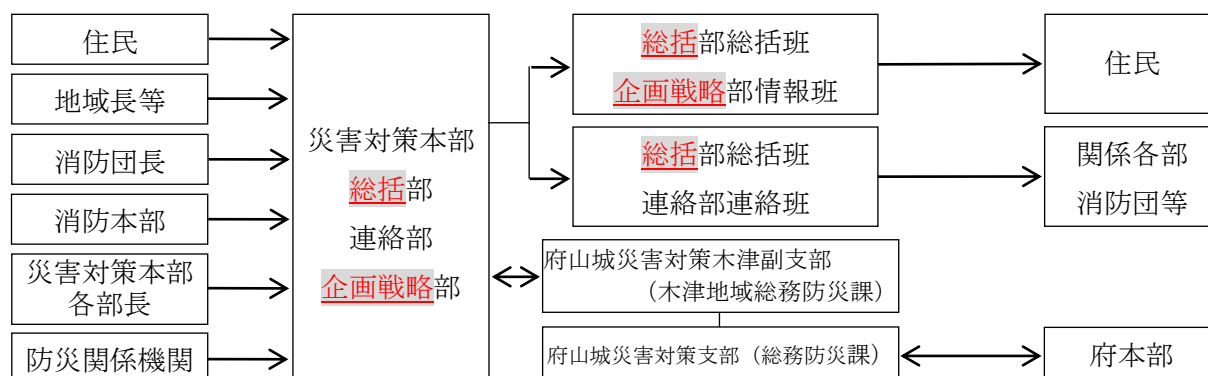 住民
地域長等
消防団長
消防本部
災害対策本部
各部長
防災関係機関
災害対策本部
総括部
連絡部
企画戦略部
総括部総括班
企画戦略部情報班
総括部総括班
連絡部連絡班
府山城災害対策木津副支部
（木津地域総務防災課）
府山城災害対策支部（総務防災課）
住民
関係各部
消防団等
府本部